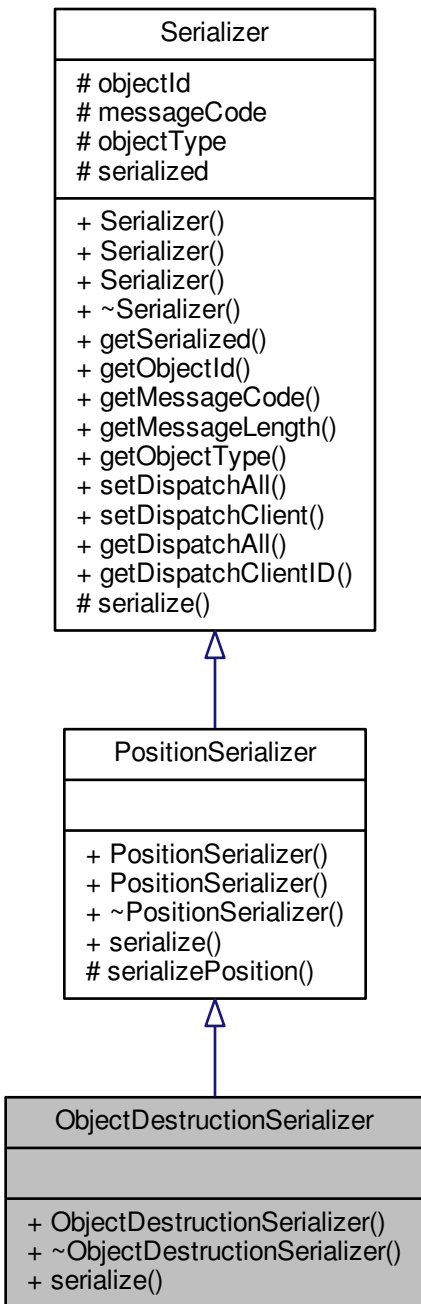 Serializer
# objectId
# messageCode
# objectType
# serialized
+ Serializer()
+ Serializer()
+ Serializer()
+ ~Serializer()
+ getSerialized()
+ getObjectId()
+ getMessageCode()
+ getMessageLength()
+ getObjectType()
+ setDispatchAll()
+ setDispatchClient()
+ getDispatchAll()
+ getDispatchClientID()
# serialize()
PositionSerializer
+ PositionSerializer()
+ PositionSerializer()
+ ~PositionSerializer()
+ serialize()
# serializePosition()
ObjectDestructionSerializer
+ ObjectDestructionSerializer()
+ ~ObjectDestructionSerializer()
+ serialize()